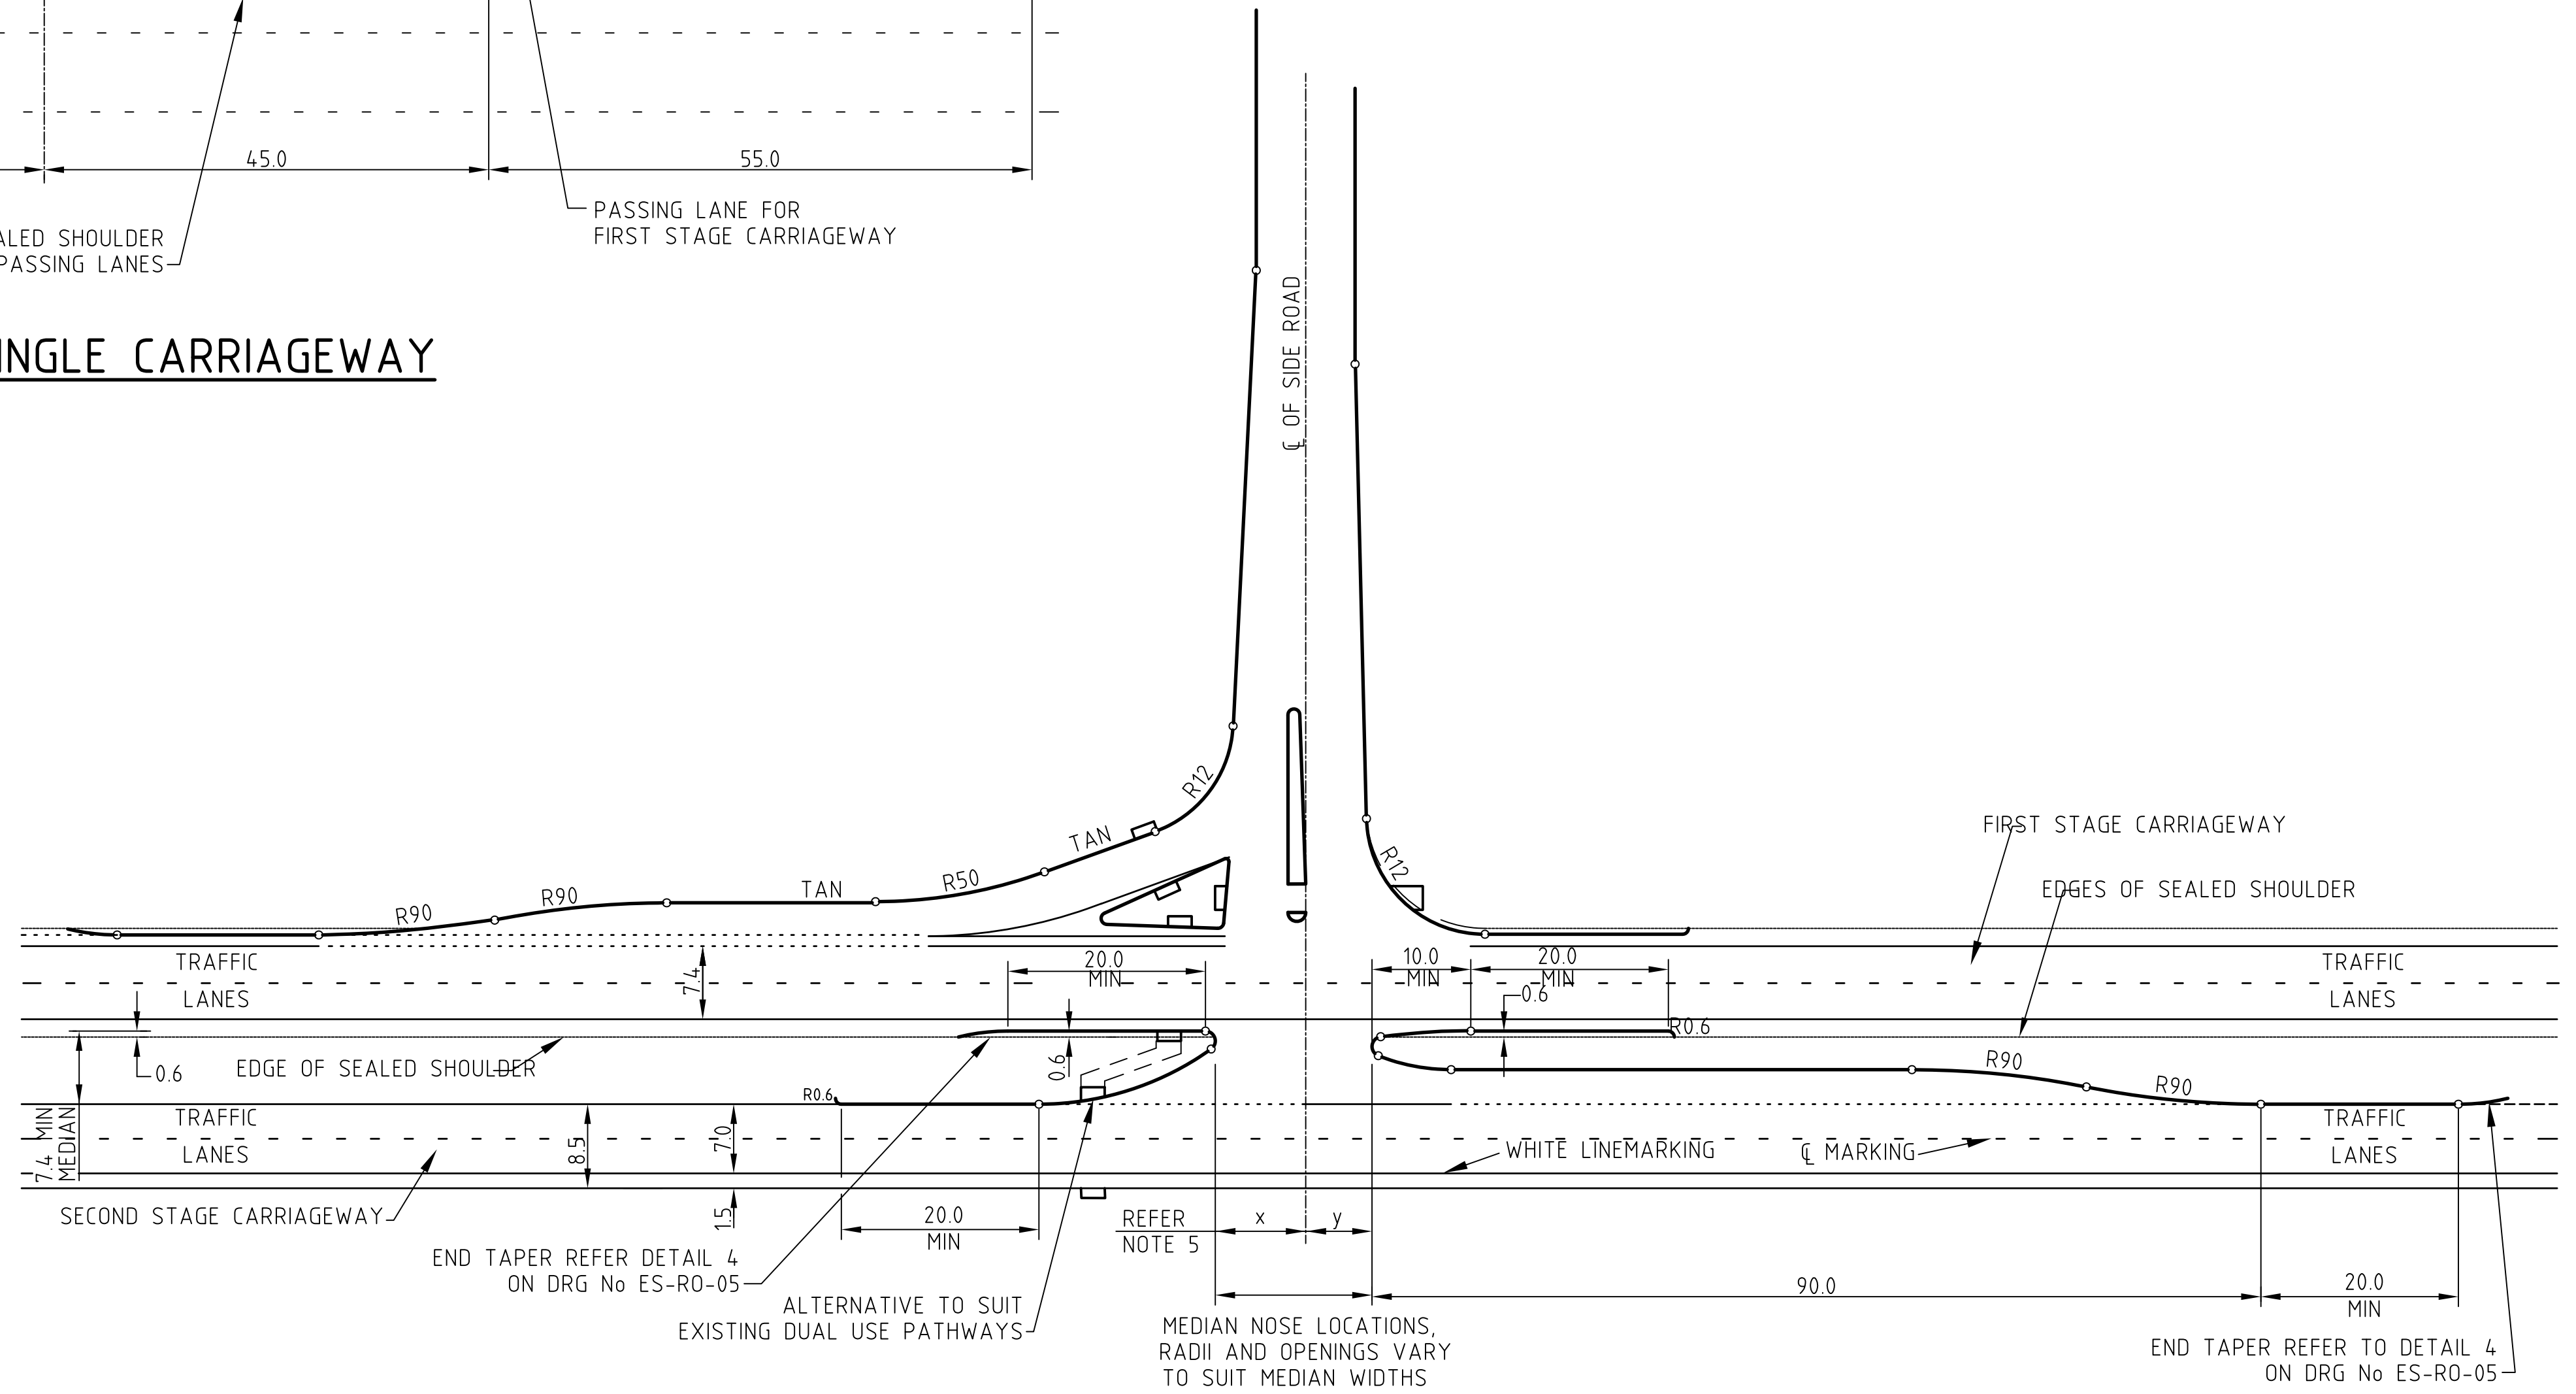 45.0
55.0
PASSING LANE FOR
FIRST STAGE CARRIAGEWAY
ALED SHOULDER
PASSING LANES
INGLE CARRIAGEWAY
℄ OF SIDE ROAD
R12
TAN
R50
TAN
R90
R90
R12
FIRST STAGE CARRIAGEWAY
EDGES OF SEALED SHOULDER
TRAFFIC
LANES
7.4
20.0
MIN
10.0
MIN
20.0
MIN
0.6
R0.6
TRAFFIC
LANES
0.6
EDGE OF SEALED SHOULDER
0.6
R0.6
R90
R90
7.4 MIN
MEDIAN
TRAFFIC
LANES
8.5
7.0
1.5
WHITE LINEMARKING
℄ MARKING
TRAFFIC
LANES
SECOND STAGE CARRIAGEWAY
20.0
MIN
REFER
NOTE 5
x
y
END TAPER REFER DETAIL 4
ON DRG No ES-RO-05
ALTERNATIVE TO SUIT
EXISTING DUAL USE PATHWAYS
90.0
20.0
MIN
MEDIAN NOSE LOCATIONS,
RADII AND OPENINGS VARY
TO SUIT MEDIAN WIDTHS
END TAPER REFER TO DETAIL 4
ON DRG No ES-RO-05